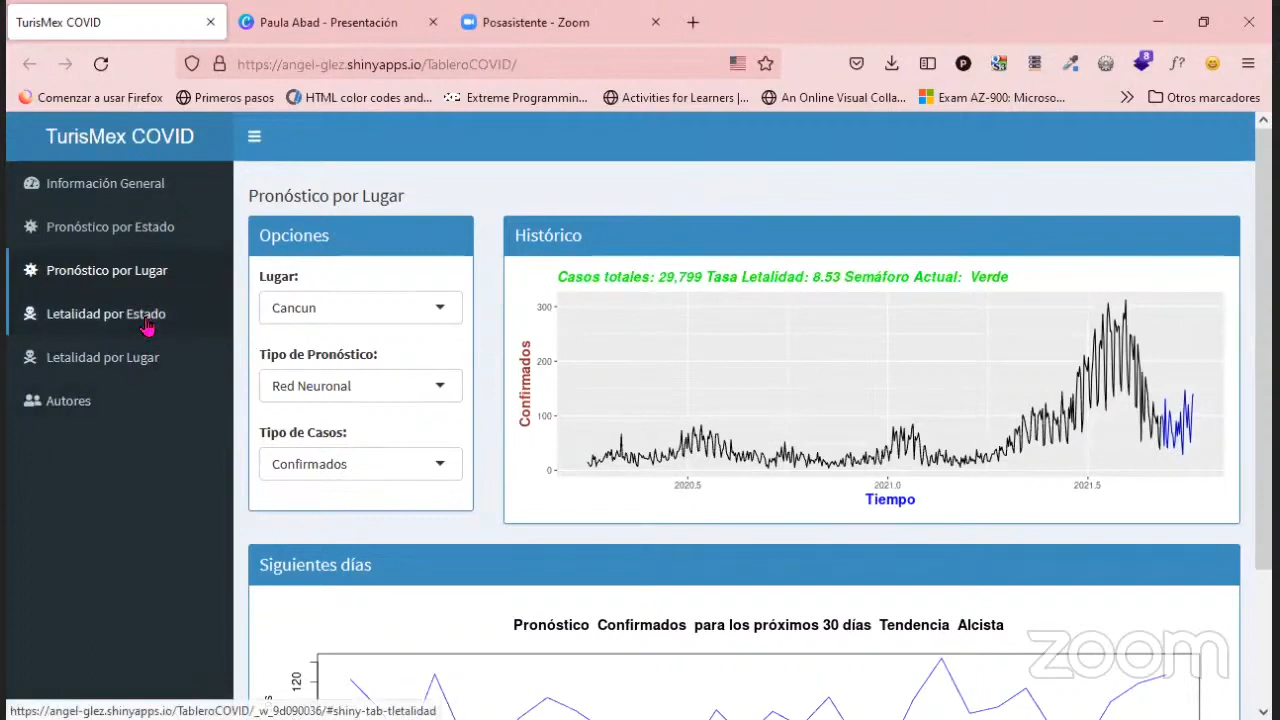 TurisMex COVID
Paula Abad - Presentación
Posasistente - Zoom
https://angel-glez.shinyapps.io/TableroCOVID/
8
f?
Comenzar a usar Firefox
Primeros pasos
HTML color codes and...
Extreme Programmin...
Activities for Learners |...
An Online Visual Colla...
Exam AZ-900: Microso...
Otros marcadores
TurisMex COVID
Información General
Pronóstico por Estado
Pronóstico por Lugar
Letalidad por Estado
Letalidad por Lugar
Autores
Pronóstico por Lugar
Opciones
Lugar:
Cancun
Tipo de Pronóstico:
Red Neuronal
Tipo de Casos:
Confirmados
Histórico
Casos totales: 29,799 Tasa Letalidad: 8.53 Semáforo Actual: Verde
Confirmados
300
200
100
0
2020.5
2021.0
2021.5
Tiempo
Siguientes días
Pronóstico Confirmados para los próximos 30 días Tendencia Alcista
120
zoom
https://angel-glez.shinyapps.io/TableroCOVID/_w_9d090036/#shiny-tab-tletalidad